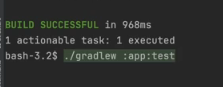 BUILD SUCCESSFUL in 968ms
1 actionable task: 1 executed
bash-3.2$ ./gradlew :app:test